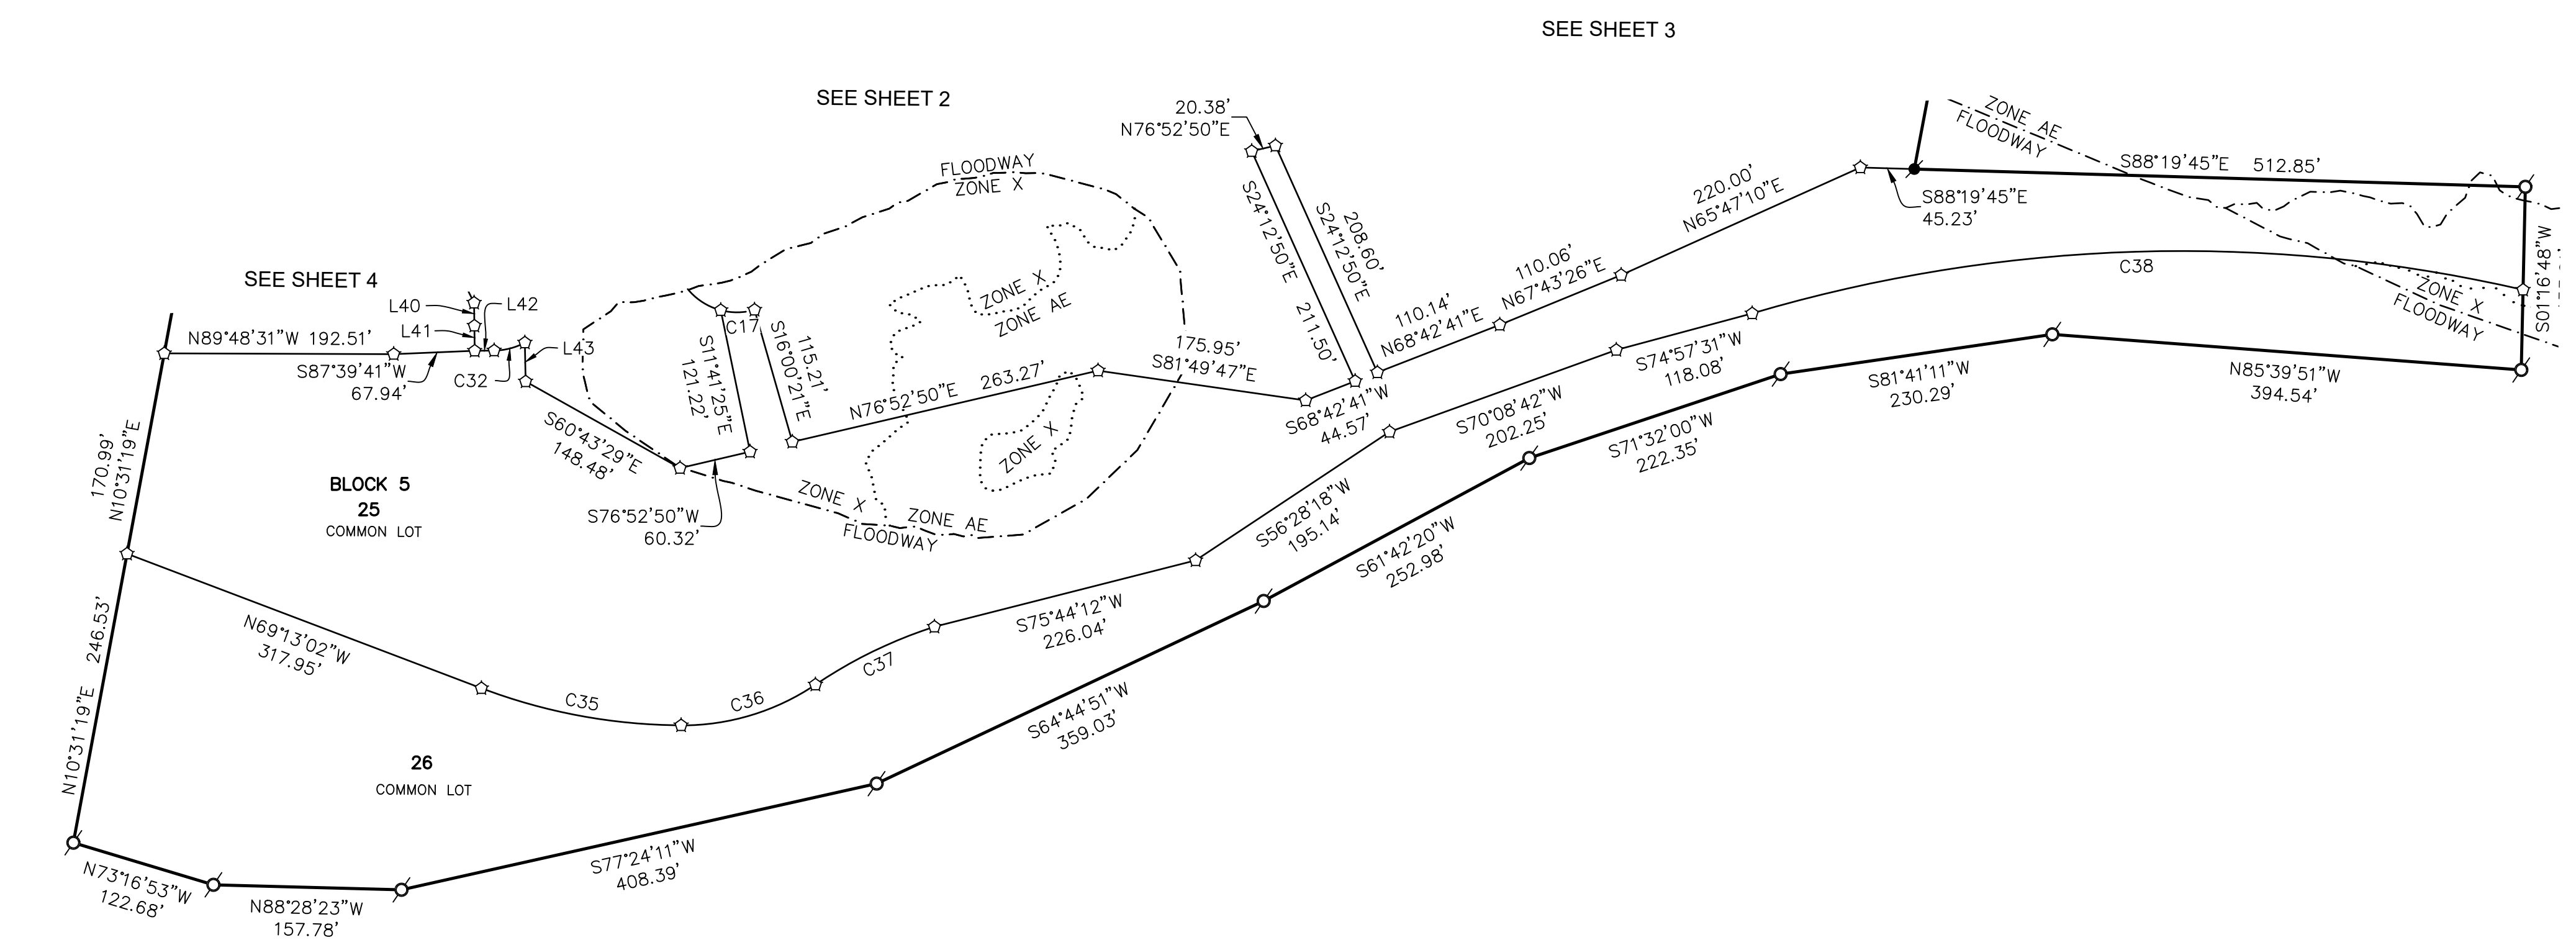 SEE SHEET 3
SEE SHEET 2
20.38’
N76°52’50”E
ZONE AE
FLOODWAY
S88°19’45”E 512.85’
FLOODWAY
ZONE X
220.00’
N65°47’10”E
S88°19’45”E
45.23’
S24°12’50”E 211.50’
208.60’
S24°12’50”E
S01°16’48”W
SEE SHEET 4
L40
L42
L41
N89°48’31”W 192.51’
L43
S87°39’41”W
67.94’
C32
C17
ZONE X
ZONE AE
110.06’
N67°43’26”E
110.14’
N68°42’41”E
C38
ZONE X
FLOODWAY
S11°41’25”E
121.22’
115.21’
S16°00’21”E
N76°52’50”E 263.27’
175.95’
S81°49’47”E
S68°42’41”W
44.57’
S74°57’31”W
118.08’
S81°41’11”W
230.29’
N85°39’51”W
394.54’
S60°43’29”E
148.48’
170.99’
N10°31’19”E
ZONE X
S70°08’42”W
202.25’
S71°32’00”W
222.35’
BLOCK 5
25
COMMON LOT
S76°52’50”W
60.32’
ZONE X
FLOODWAY
ZONE AE
S56°28’18”W
195.14’
S61°42’20”W
252.98’
N69°13’02”W
317.95’
S75°44’12”W
226.04’
C37
C35
C36
N10°31’19”E 246.53’
S64°44’51”W
359.03’
26
COMMON LOT
S77°24’11”W
408.39’
N73°16’53”W
122.68’
N88°28’23”W
157.78’